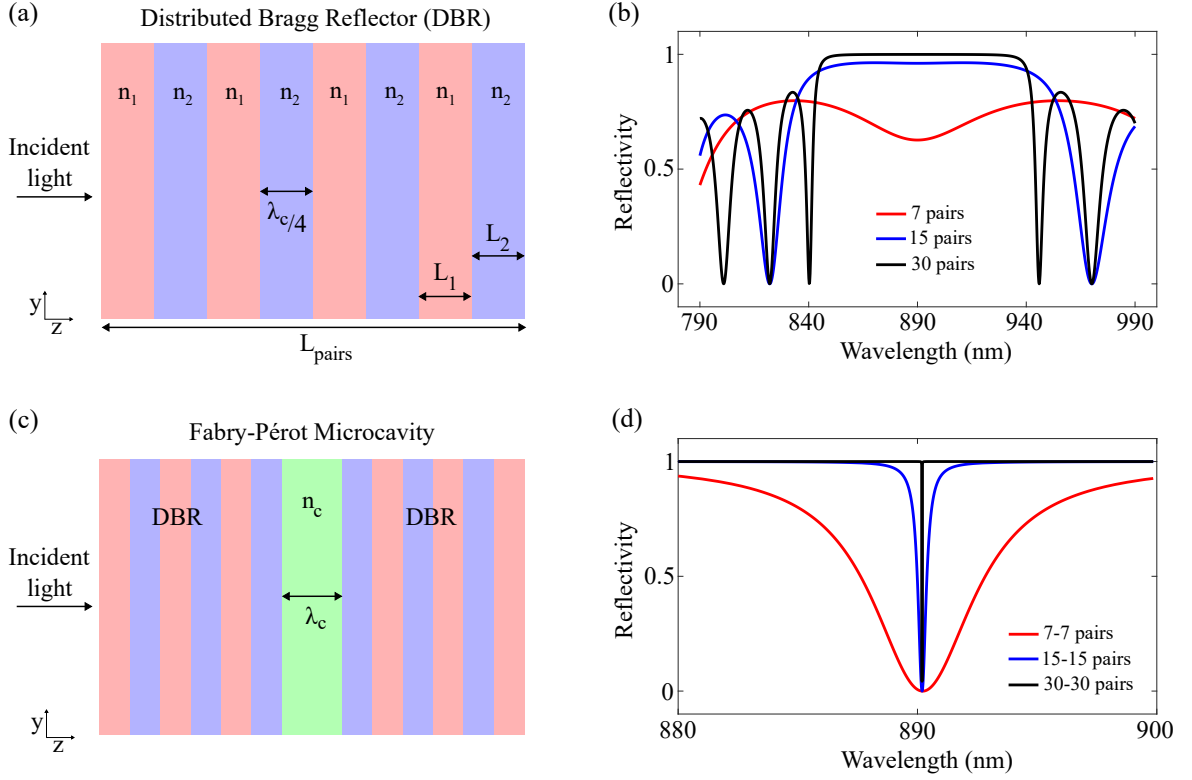 (a)
Distributed Bragg Reflector (DBR)
n₁ n₂ n₁ n₂ n₁ n₂ n₁ n₂
Incident
light
λc/4
L₂
L₁
y
z
Lpairs
(b)
Reflectivity
1
0.5
0
7 pairs
15 pairs
30 pairs
790 840 890 940 990
Wavelength (nm)
(c)
Fabry-Pérot Microcavity
nc
DBR DBR
Incident
light
λc
y
z
(d)
Reflectivity
1
0.5
0
7-7 pairs
15-15 pairs
30-30 pairs
880 890 900
Wavelength (nm)